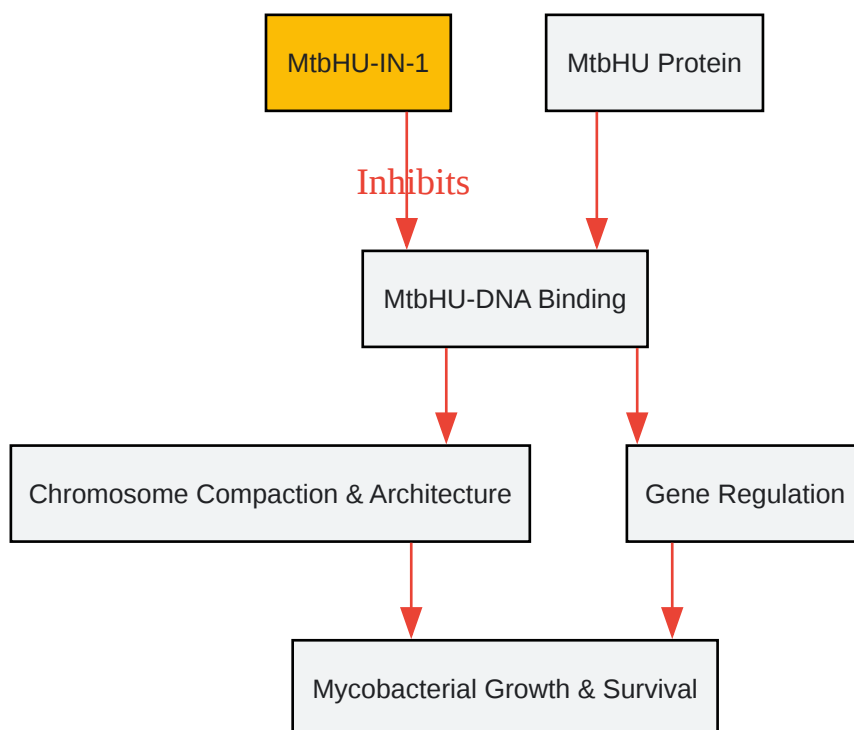 MtbHU-IN-1
MtbHU Protein
Inhibits
MtbHU-DNA Binding
Chromosome Compaction & Architecture
Gene Regulation
Mycobacterial Growth & Survival